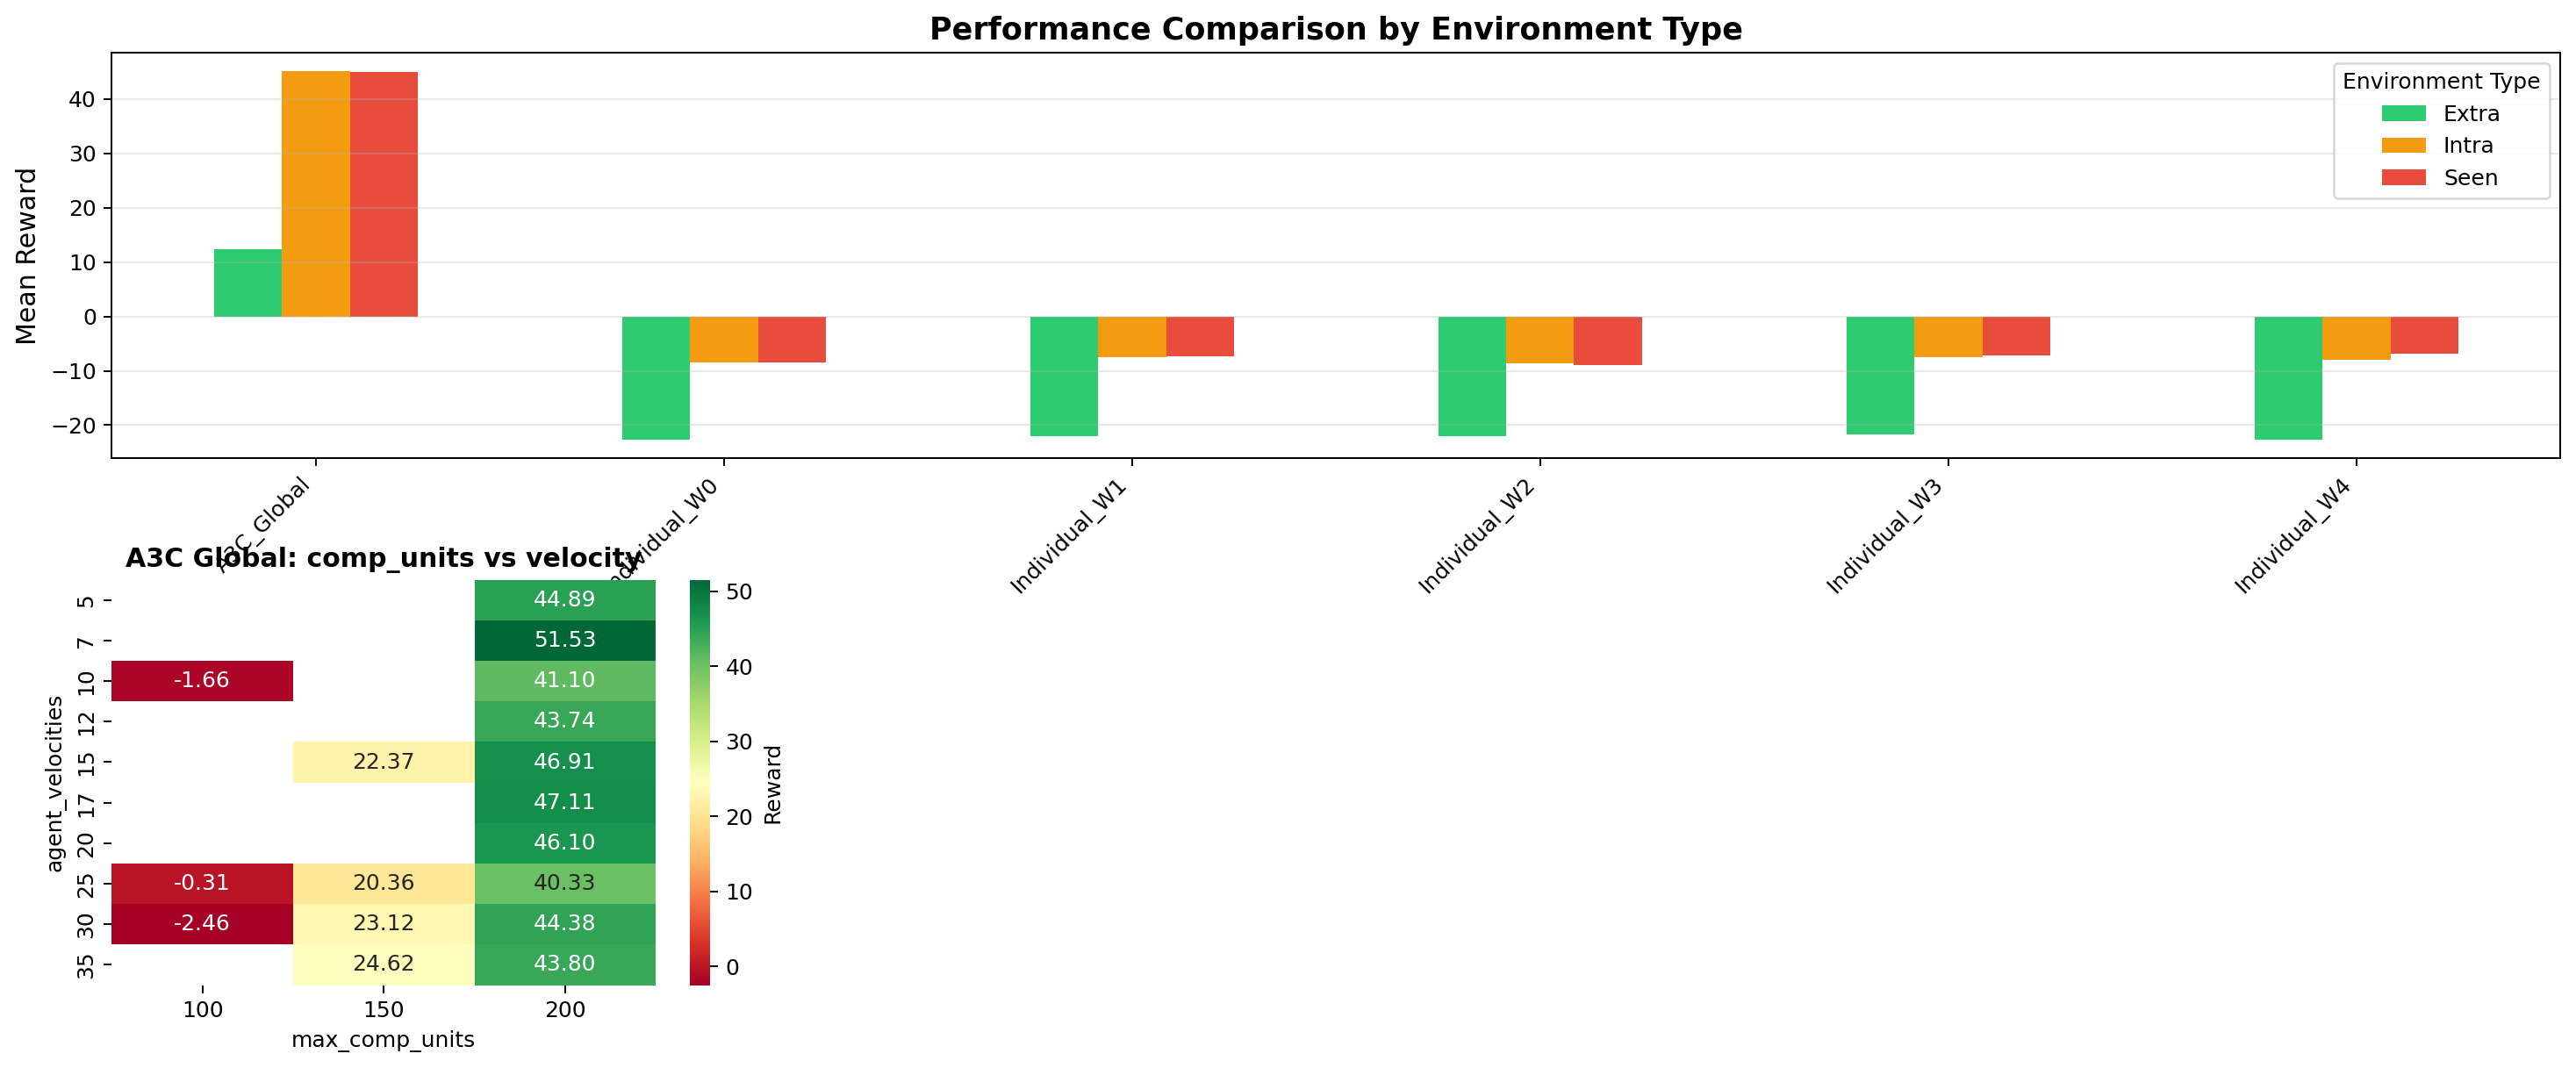 Performance Comparison by Environment Type
Mean Reward
40
30
20
10
0
−10
−20
Environment Type
Extra
Intra
Seen
A3C_Global
Individual_W0
Individual_W1
Individual_W2
Individual_W3
Individual_W4
A3C Global: comp_units vs velocity
agent_velocities
5
7
10
12
15
17
20
25
30
35
44.89
51.53
-1.66
41.10
43.74
22.37
46.91
47.11
46.10
-0.31
20.36
40.33
-2.46
23.12
44.38
24.62
43.80
100
150
200
max_comp_units
50
40
30
20
10
0
Reward